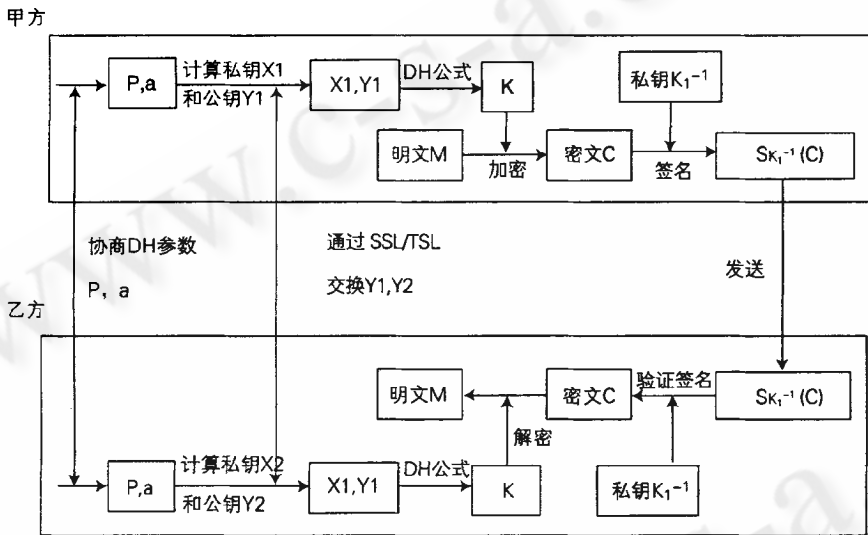 甲方
P,a
计算私钥X1
和公钥Y1
X1,Y1
DH公式
K
私钥K₁⁻¹
明文M
加密
密文C
签名
Sĸ₁⁻¹(C)
协商DH参数
P，a
通过 SSL/TSL
交换Y1,Y2
发送
乙方
明文M
解密
密文C
验证签名
Sĸ₁⁻¹(C)
P,a
计算私钥X2
和公钥Y2
X1,Y1
DH公式
K
私钥K₁⁻¹
www.c-s-a
c-s-a